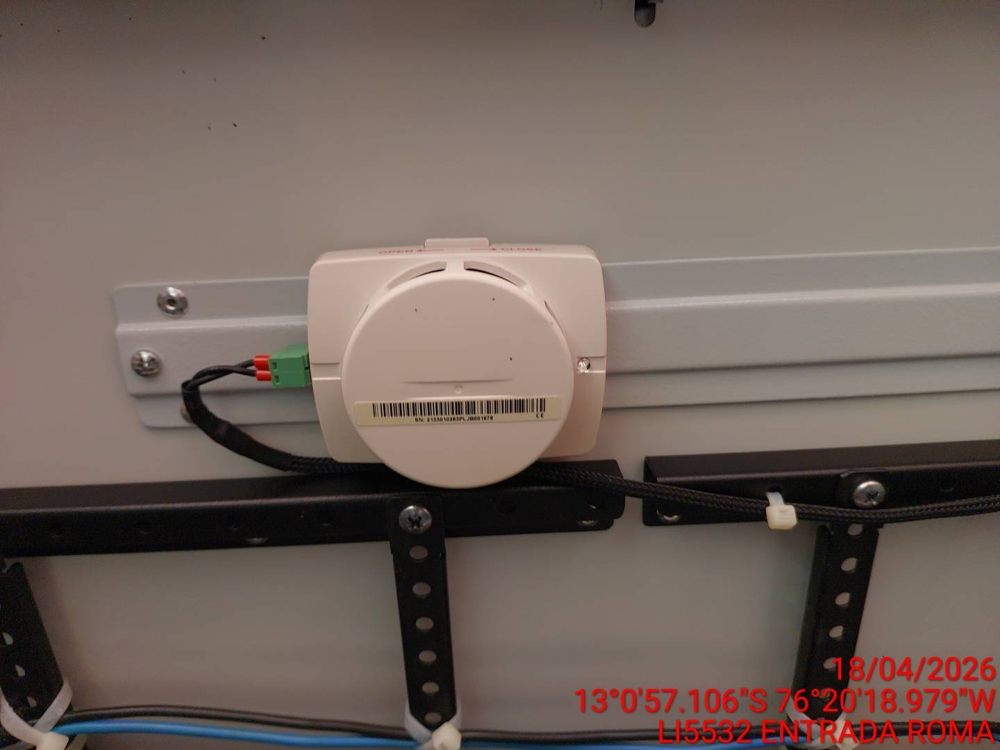 OPEN ← → CLOSE
SN: 2133010293PLJB001678
CE
18/04/2026
13°0'57.106"S 76°20'18.979"W
LI5532 ENTRADA ROMA